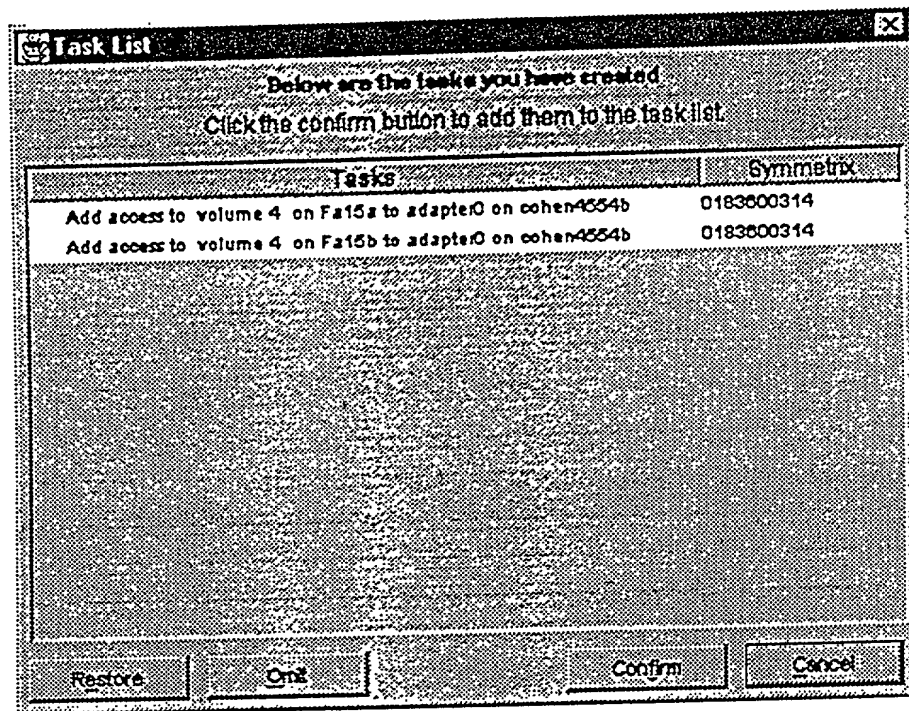 Task List
Below are the tasks you have created
Click the confirm button to add them to the task list.
Tasks Symmetrix
Add access to volume 4 on Fa15a to adapter0 on cohen4554b 0183600314
Add access to volume 4 on Fa15b to adapter0 on cohen4554b 0183600314
Restore Omit Confirm Cancel